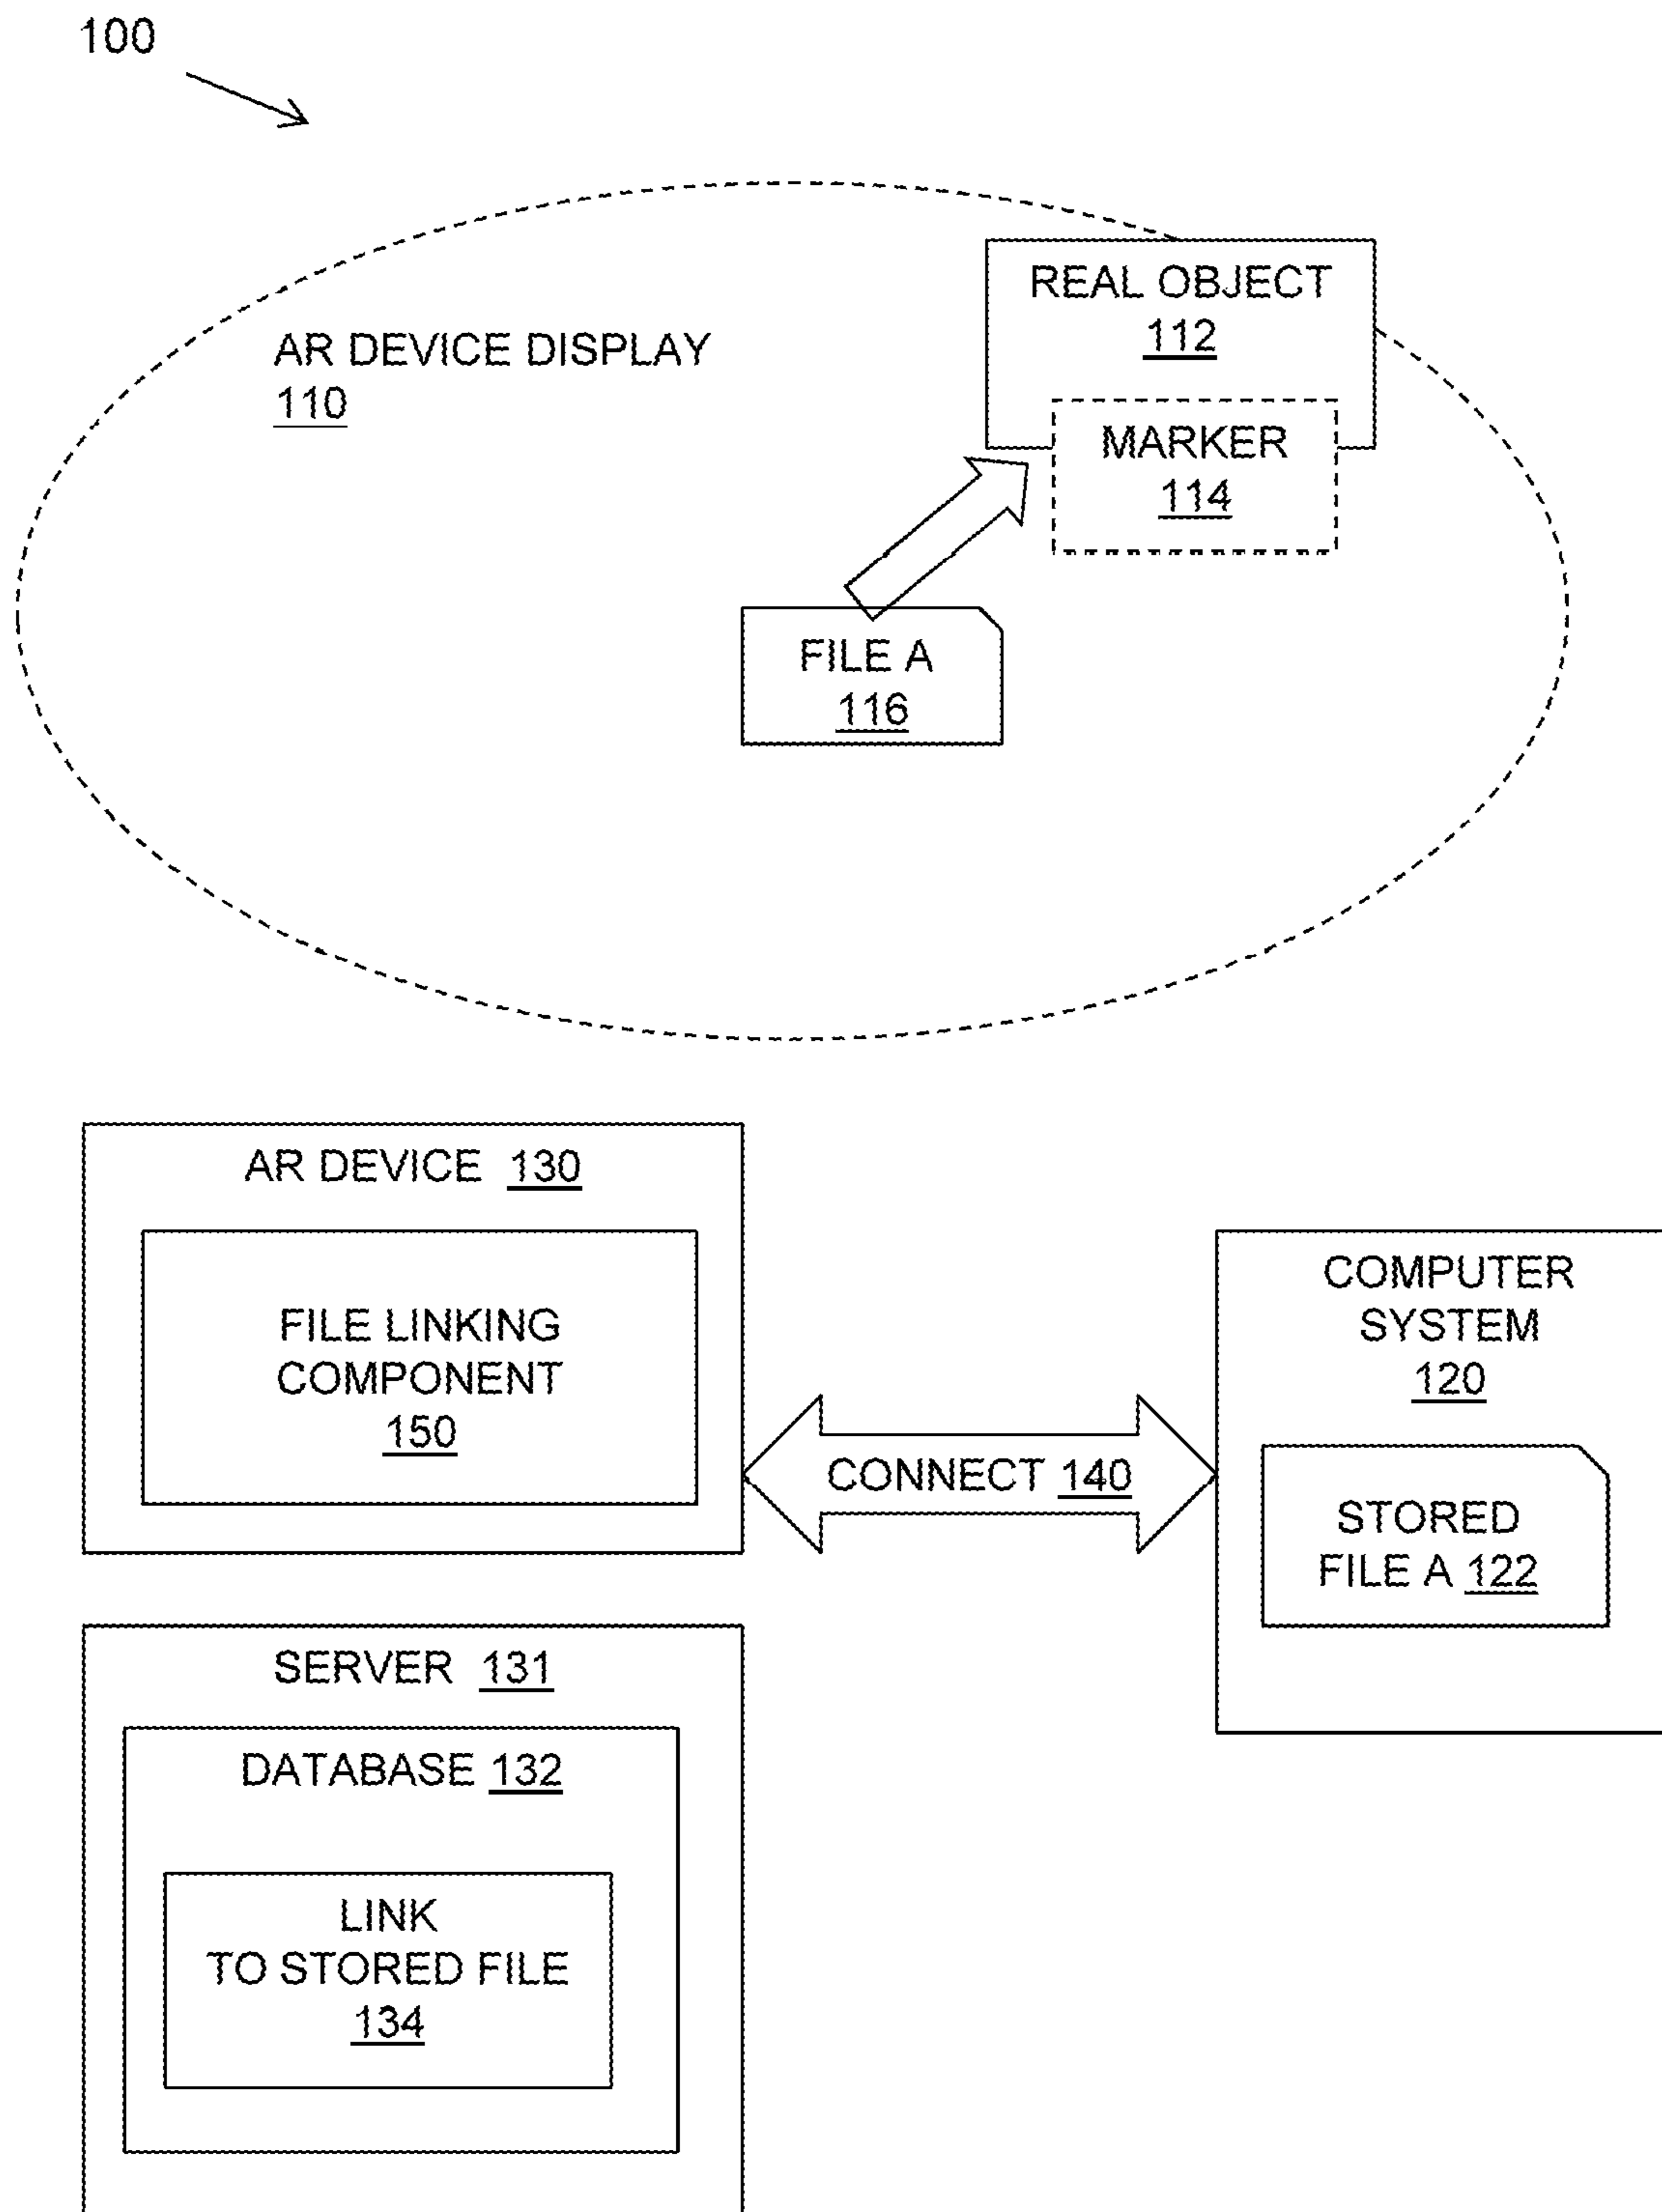 100
REAL OBJECT
112
AR DEVICE DISPLAY
110
MARKER
114
FILE A
116
AR DEVICE 130
FILE LINKING
COMPONENT
150
COMPUTER
SYSTEM
120
CONNECT 140
STORED
FILE A 122
SERVER 131
DATABASE 132
LINK
TO STORED FILE
134